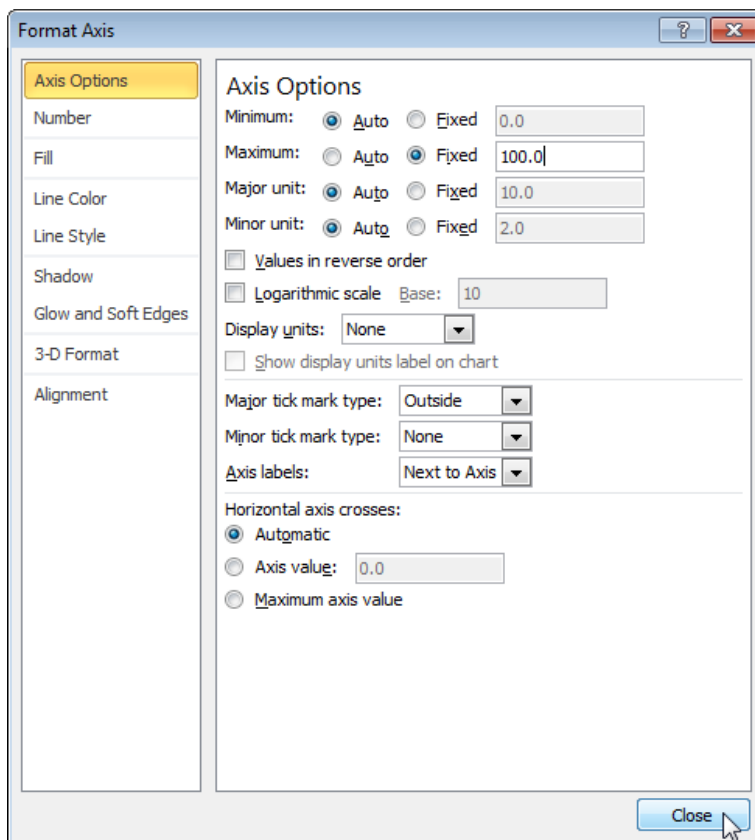 Format Axis
?
Axis Options
Number
Fill
Line Color
Line Style
Shadow
Glow and Soft Edges
3-D Format
Alignment
Axis Options
Minimum: Auto Fixed 0.0
Maximum: Auto Fixed 100.0
Major unit: Auto Fixed 10.0
Minor unit: Auto Fixed 2.0
Values in reverse order
Logarithmic scale Base: 10
Display units: None
Show display units label on chart
Major tick mark type: Outside
Minor tick mark type: None
Axis labels: Next to Axis
Horizontal axis crosses:
Automatic
Axis value: 0.0
Maximum axis value
Close